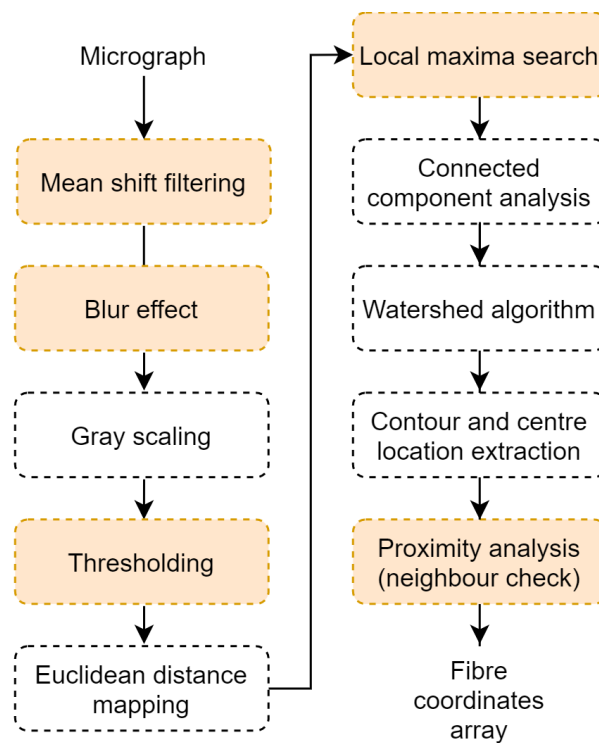 Micrograph
Mean shift filtering
Blur effect
Gray scaling
Thresholding
Euclidean distance
mapping
Local maxima search
Connected
component analysis
Watershed algorithm
Contour and centre
location extraction
Proximity analysis
(neighbour check)
Fibre
coordinates
array